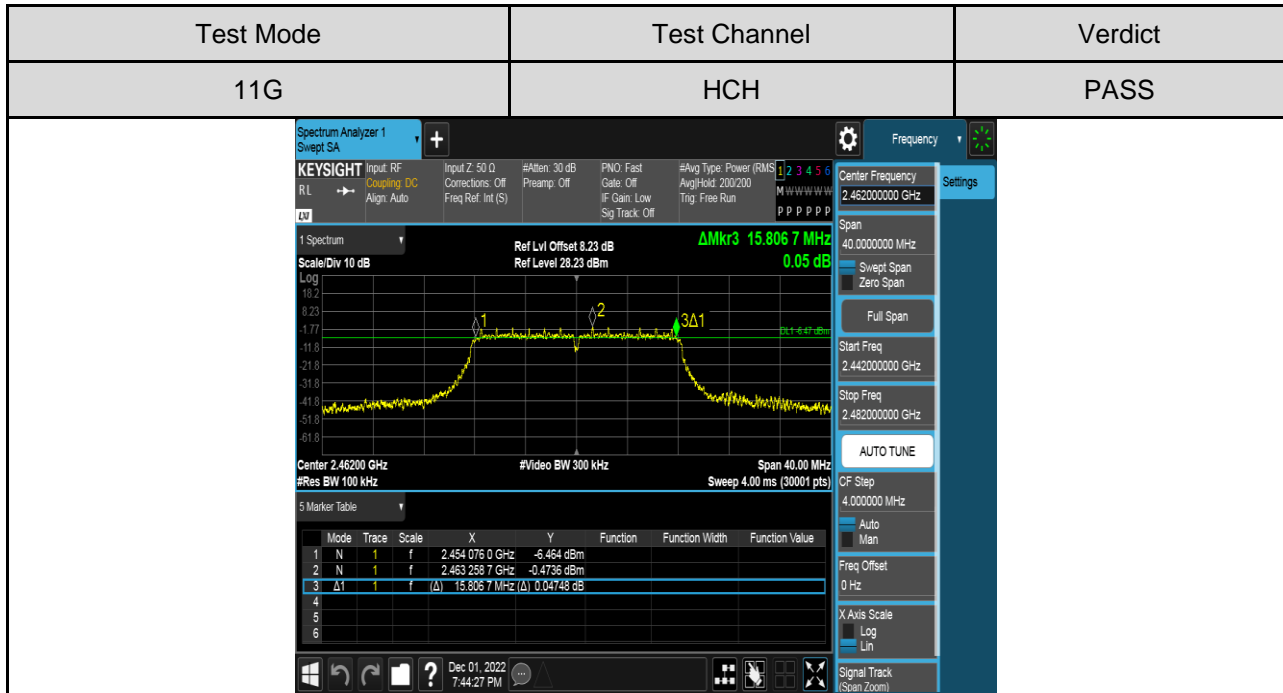 Test Mode Test Channel Verdict
11G HCH PASS
Spectrum Analyzer 1
Swept SA
+
Frequency
KEYSIGHT
RL
LXI
Input: RF
Coupling: DC
Align: Auto
Input Z: 50 Ω
Corrections: Off
Freq Ref: Int (S)
#Atten: 30 dB
Preamp: Off
PNO: Fast
Gate: Off
IF Gain: Low
Sig Track: Off
#Avg Type: Power (RMS
Avg|Hold: 200/200
Trig: Free Run
1 2 3 4 5 6
M W W W W W
P P P P P P
1 Spectrum
Scale/Div 10 dB
Log
Ref Lvl Offset 8.23 dB
Ref Level 28.23 dBm
ΔMkr3 15.806 7 MHz
0.05 dB
18.2
8.23
-1.77
-11.8
-21.8
-31.8
-41.8
-51.8
-61.8
1
2
3Δ1
DL1 -6.47 dBm
Center 2.46200 GHz
#Res BW 100 kHz
#Video BW 300 kHz
Span 40.00 MHz
Sweep 4.00 ms (30001 pts)
5 Marker Table
Mode Trace Scale X Y Function Function Width Function Value
1 N 1 f 2.454 076 0 GHz -6.464 dBm
2 N 1 f 2.463 258 7 GHz -0.4736 dBm
3 Δ1 1 f (Δ) 15.806 7 MHz (Δ) 0.04748 dB
4
5
6
?
Dec 01, 2022
7:44:27 PM
Center Frequency
2.462000000 GHz
Settings
Span
40.0000000 MHz
Swept Span
Zero Span
Full Span
Start Freq
2.442000000 GHz
Stop Freq
2.482000000 GHz
AUTO TUNE
CF Step
4.000000 MHz
Auto
Man
Freq Offset
0 Hz
X Axis Scale
Log
Lin
Signal Track
(Span Zoom)